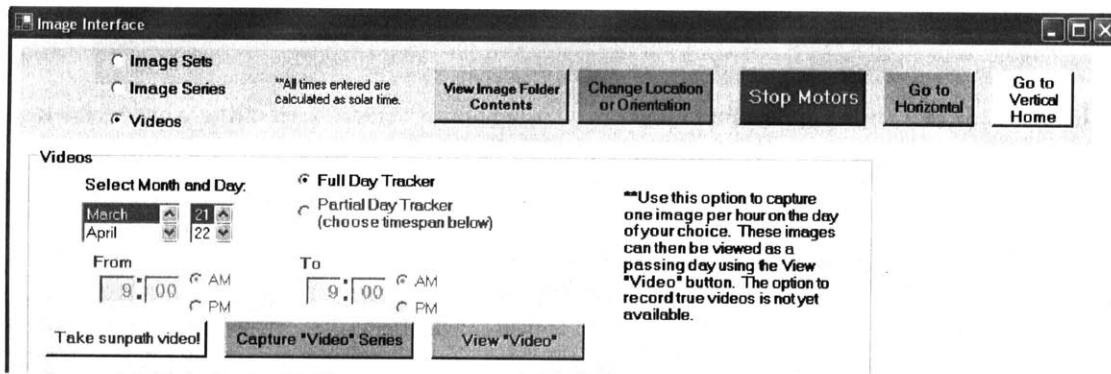 Image Interface
Image Sets
Image Series
Videos
**All times entered are
calculated as solar time.
View Image Folder
Contents
Change Location
or Orientation
Stop Motors
Go to
Horizontal
Go to
Vertical
Home
Videos
Select Month and Day:
March
April
21
22
Full Day Tracker
Partial Day Tracker
(choose timespan below)
From
9 : 00
AM
PM
To
9 : 00
AM
PM
**Use this option to capture
one image per hour on the day
of your choice. These images
can then be viewed as a
passing day using the View
"Video" button. The option to
record true videos is not yet
available.
Take sunpath video!
Capture "Video" Series
View "Video"